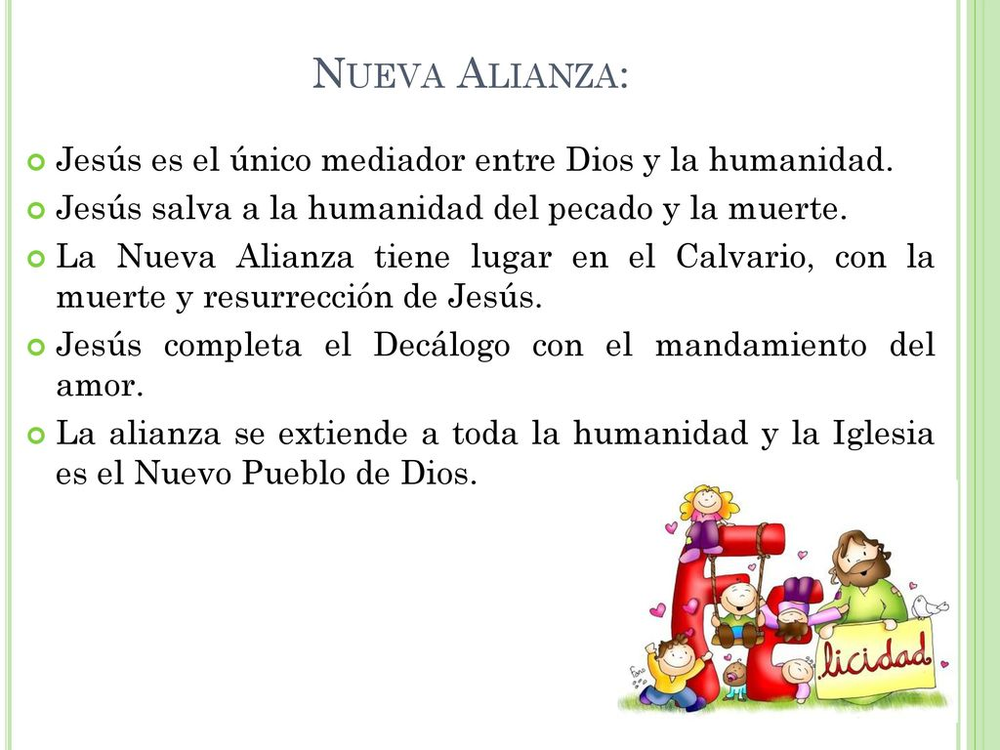 NUEVA ALIANZA:
Jesús es el único mediador entre Dios y la humanidad.
Jesús salva a la humanidad del pecado y la muerte.
La Nueva Alianza tiene lugar en el Calvario, con la
muerte y resurrección de Jesús.
Jesús completa el Decálogo con el mandamiento del
amor.
La alianza se extiende a toda la humanidad y la Iglesia
es el Nuevo Pueblo de Dios.
FE
licidad
Fano